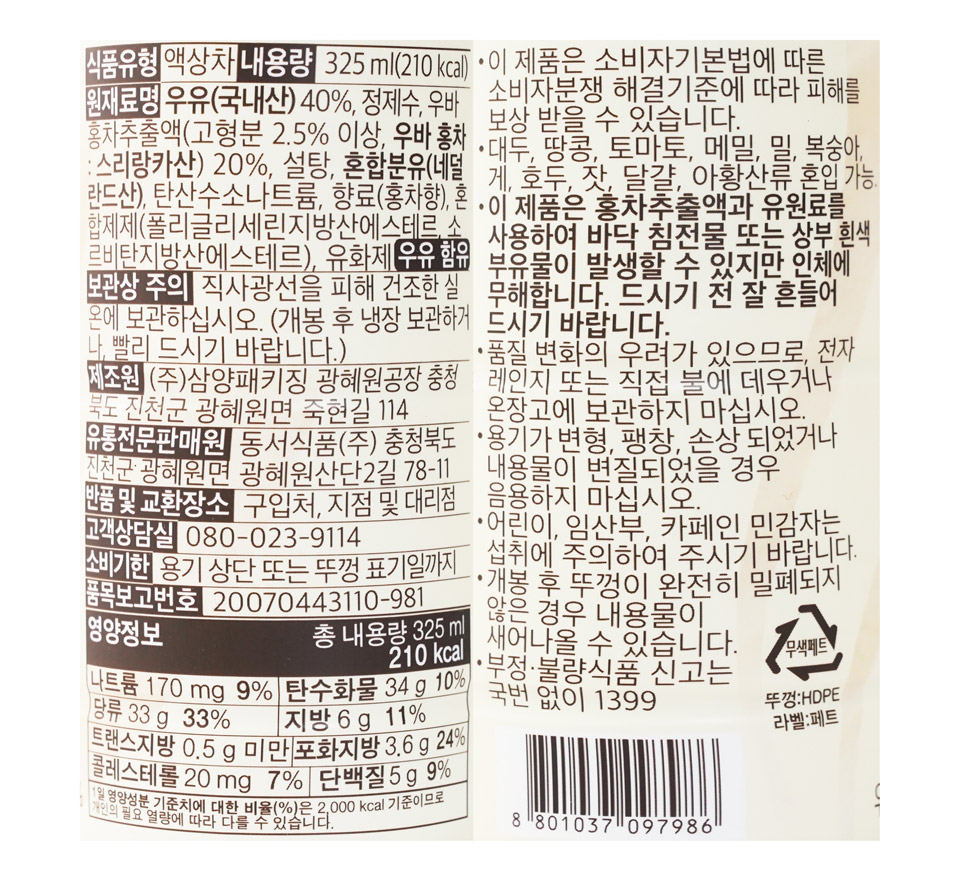 식품유형 액상차 내용량 325 ml(210 kcal)
원재료명 우유(국내산) 40%, 정제수, 우바
홍차추출액(고형분 2.5% 이상, 우바 홍차
: 스리랑카산) 20%, 설탕, 혼합분유(네덜
란드산), 탄산수소나트륨, 향료(홍차향), 혼
합제제(폴리글리세린지방산에스테르, 소
르비탄지방산에스테르), 유화제 우유 함유
보관상 주의 직사광선을 피해 건조한 실
온에 보관하십시오. (개봉 후 냉장 보관하거
나, 빨리 드시기 바랍니다.)
제조원 (주)삼양패키징 광혜원공장 충청
북도 진천군 광혜원면 죽현길 114
유통전문판매원 동서식품(주) 충청북도
진천군 광혜원면 광혜원산단2길 78-11
반품 및 교환장소 구입처, 지점 및 대리점
고객상담실 080-023-9114
소비기한 용기 상단 또는 뚜껑 표기일까지
품목보고번호 20070443110-981
영양정보 총 내용량 325 ml
210 kcal
나트륨 170 mg 9% 탄수화물 34 g 10%
당류 33 g 33% 지방 6 g 11%
트랜스지방 0.5 g 미만 포화지방 3.6 g 24%
콜레스테롤 20 mg 7% 단백질 5 g 9%
1일 영양성분 기준치에 대한 비율(%)은 2,000 kcal 기준이므로
개인의 필요 열량에 따라 다를 수 있습니다.
·이 제품은 소비자기본법에 따른
소비자분쟁 해결기준에 따라 피해를
보상 받을 수 있습니다.
·대두, 땅콩, 토마토, 메밀, 밀, 복숭아,
게, 호두, 잣, 달걀, 아황산류 혼입 가능.
·이 제품은 홍차추출액과 유원료를
사용하여 바닥 침전물 또는 상부 흰색
부유물이 발생할 수 있지만 인체에
무해합니다. 드시기 전 잘 흔들어
드시기 바랍니다.
·품질 변화의 우려가 있으므로, 전자
레인지 또는 직접 불에 데우거나
온장고에 보관하지 마십시오.
·용기가 변형, 팽창, 손상 되었거나
내용물이 변질되었을 경우
음용하지 마십시오.
·어린이, 임산부, 카페인 민감자는
섭취에 주의하여 주시기 바랍니다.
·개봉 후 뚜껑이 완전히 밀폐되지
않은 경우 내용물이
새어나올 수 있습니다.
·부정·불량식품 신고는
국번 없이 1399
무색페트
뚜껑:HDPE
라벨:페트
8 801037 097986